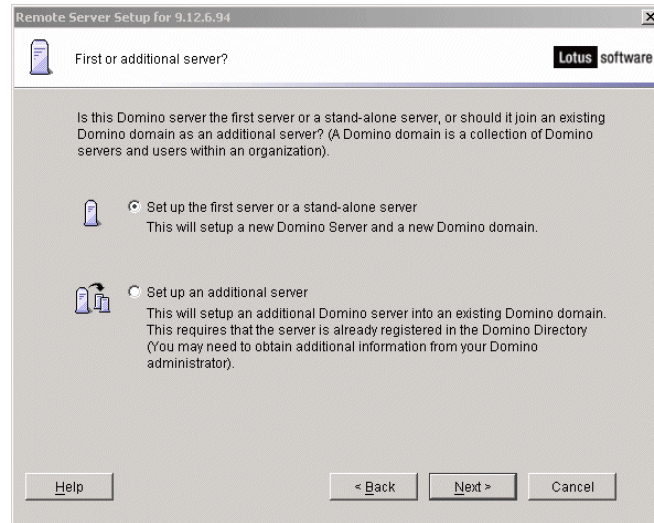 Remote Server Setup for 9.12.6.94
First or additional server?
Lotus software
Is this Domino server the first server or a stand-alone server, or should it join an existing
Domino domain as an additional server? (A Domino domain is a collection of Domino
servers and users within an organization).
Set up the first server or a stand-alone server
This will setup a new Domino Server and a new Domino domain.
Set up an additional server
This will setup an additional Domino server into an existing Domino domain.
This requires that the server is already registered in the Domino Directory
(You may need to obtain additional information from your Domino
administrator).
Help
< Back
Next >
Cancel